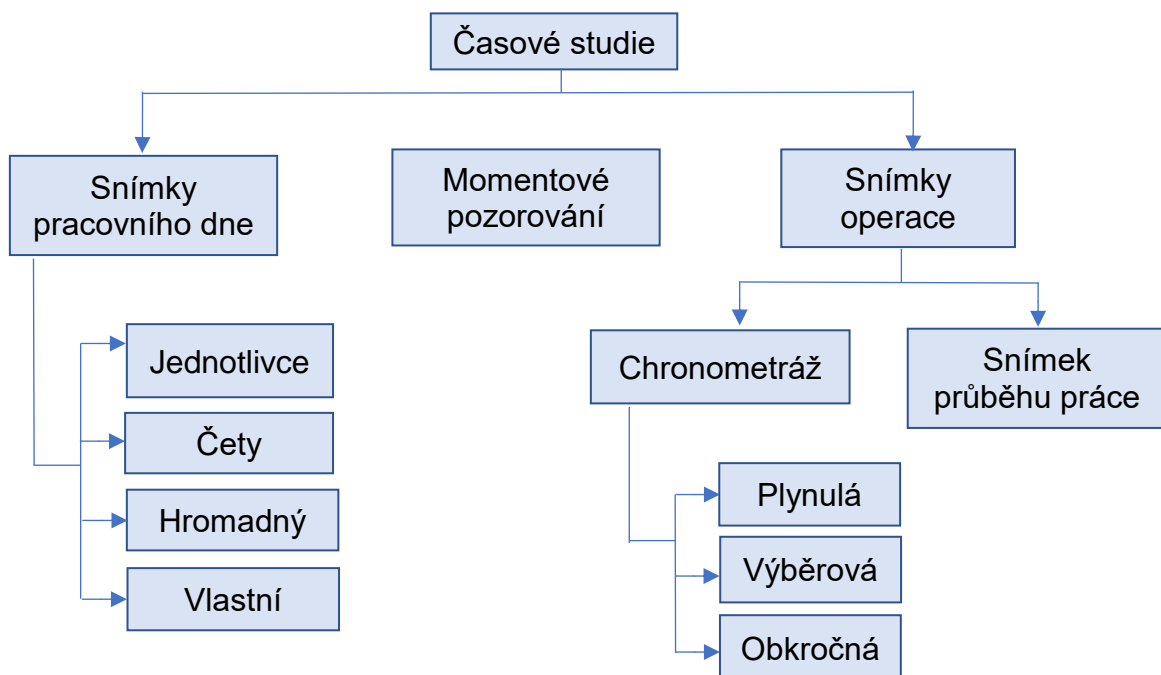 Časové studie
Snímky
pracovního dne
Momentové
pozorování
Snímky
operace
Jednotlivce
Čety
Hromadný
Vlastní
Chronometráž
Snímek
průběhu práce
Plynulá
Výběrová
Obkročná